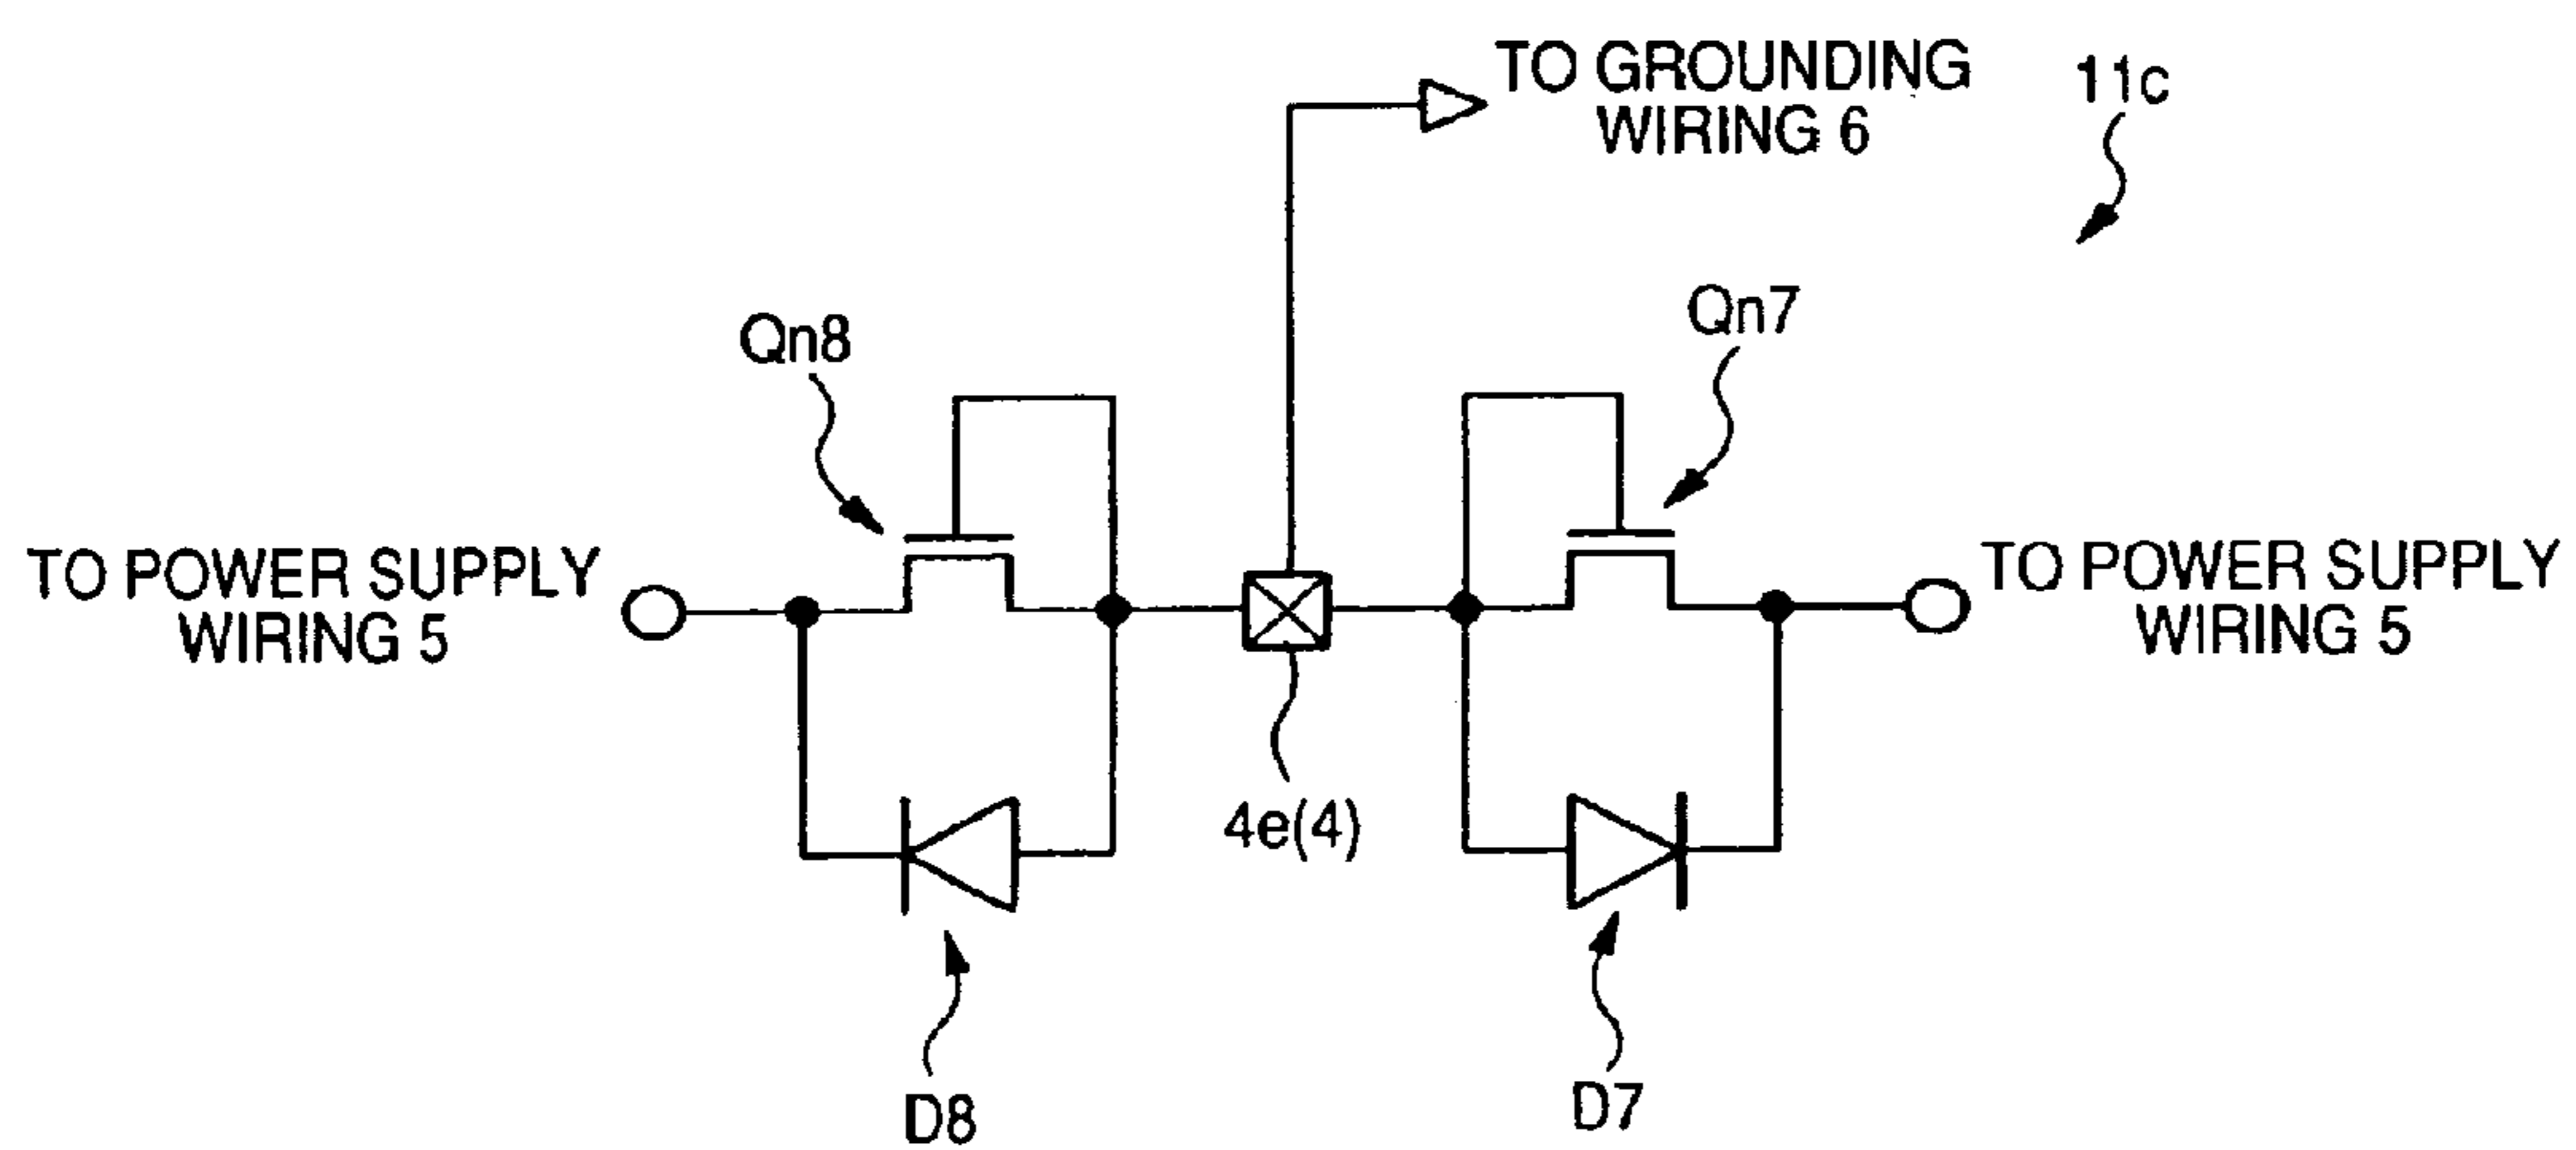 TO GROUNDING
WIRING 6
11c
Qn8
Qn7
TO POWER SUPPLY
WIRING 5
TO POWER SUPPLY
WIRING 5
4e(4)
D8
D7